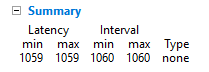 Summary
Latency Interval
min max min max Type
1059 1059 1060 1060 none